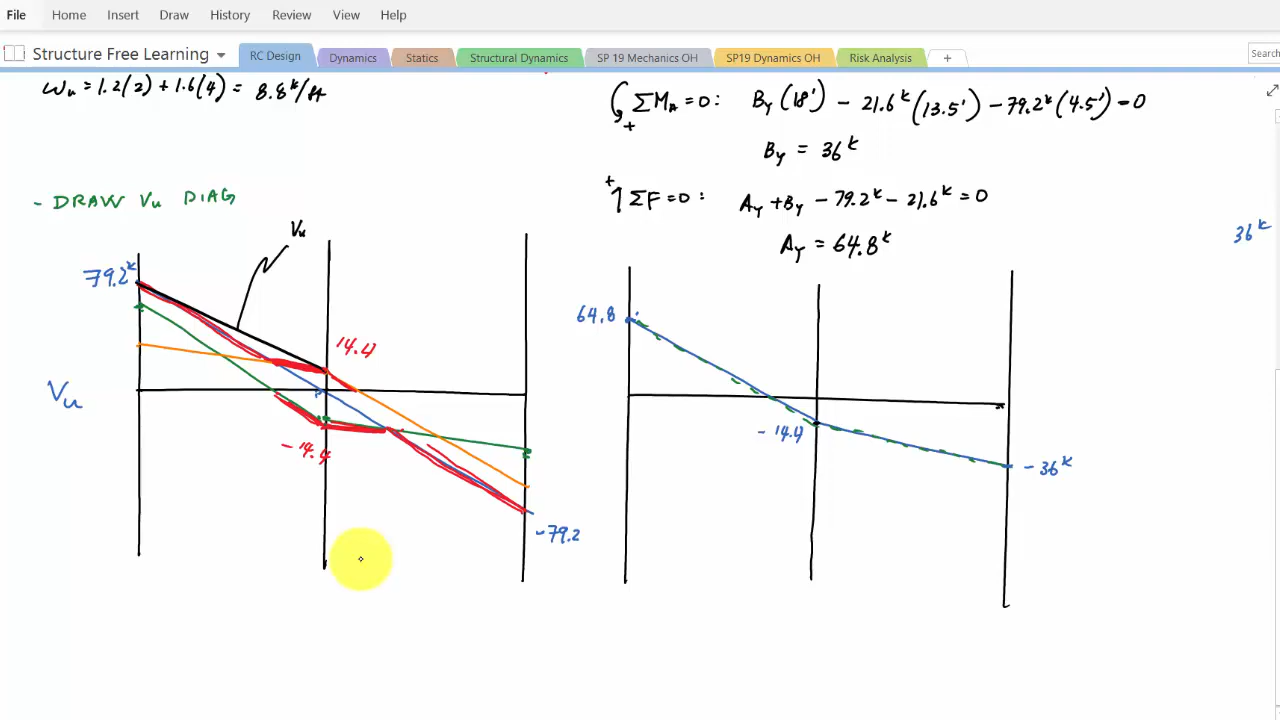 File Home Insert Draw History Review View Help
Structure Free Learning RC Design Dynamics Statics Structural Dynamics SP 19 Mechanics OH SP19 Dynamics OH Risk Analysis + Search
Wu = 1.2(2) + 1.6(4) = 8.8 k/ft
+ ΣMA=0: By (18') - 21.6k (13.5') - 79.2k (4.5') = 0
By = 36k
- DRAW Vu DIAG
+↑ ΣF=0: Ay + By - 79.2k - 21.6k = 0
Ay = 64.8k
36k
Vu
79.2k
64.8
14.4
Vu
-14.4
-14.4
-36k
-79.2